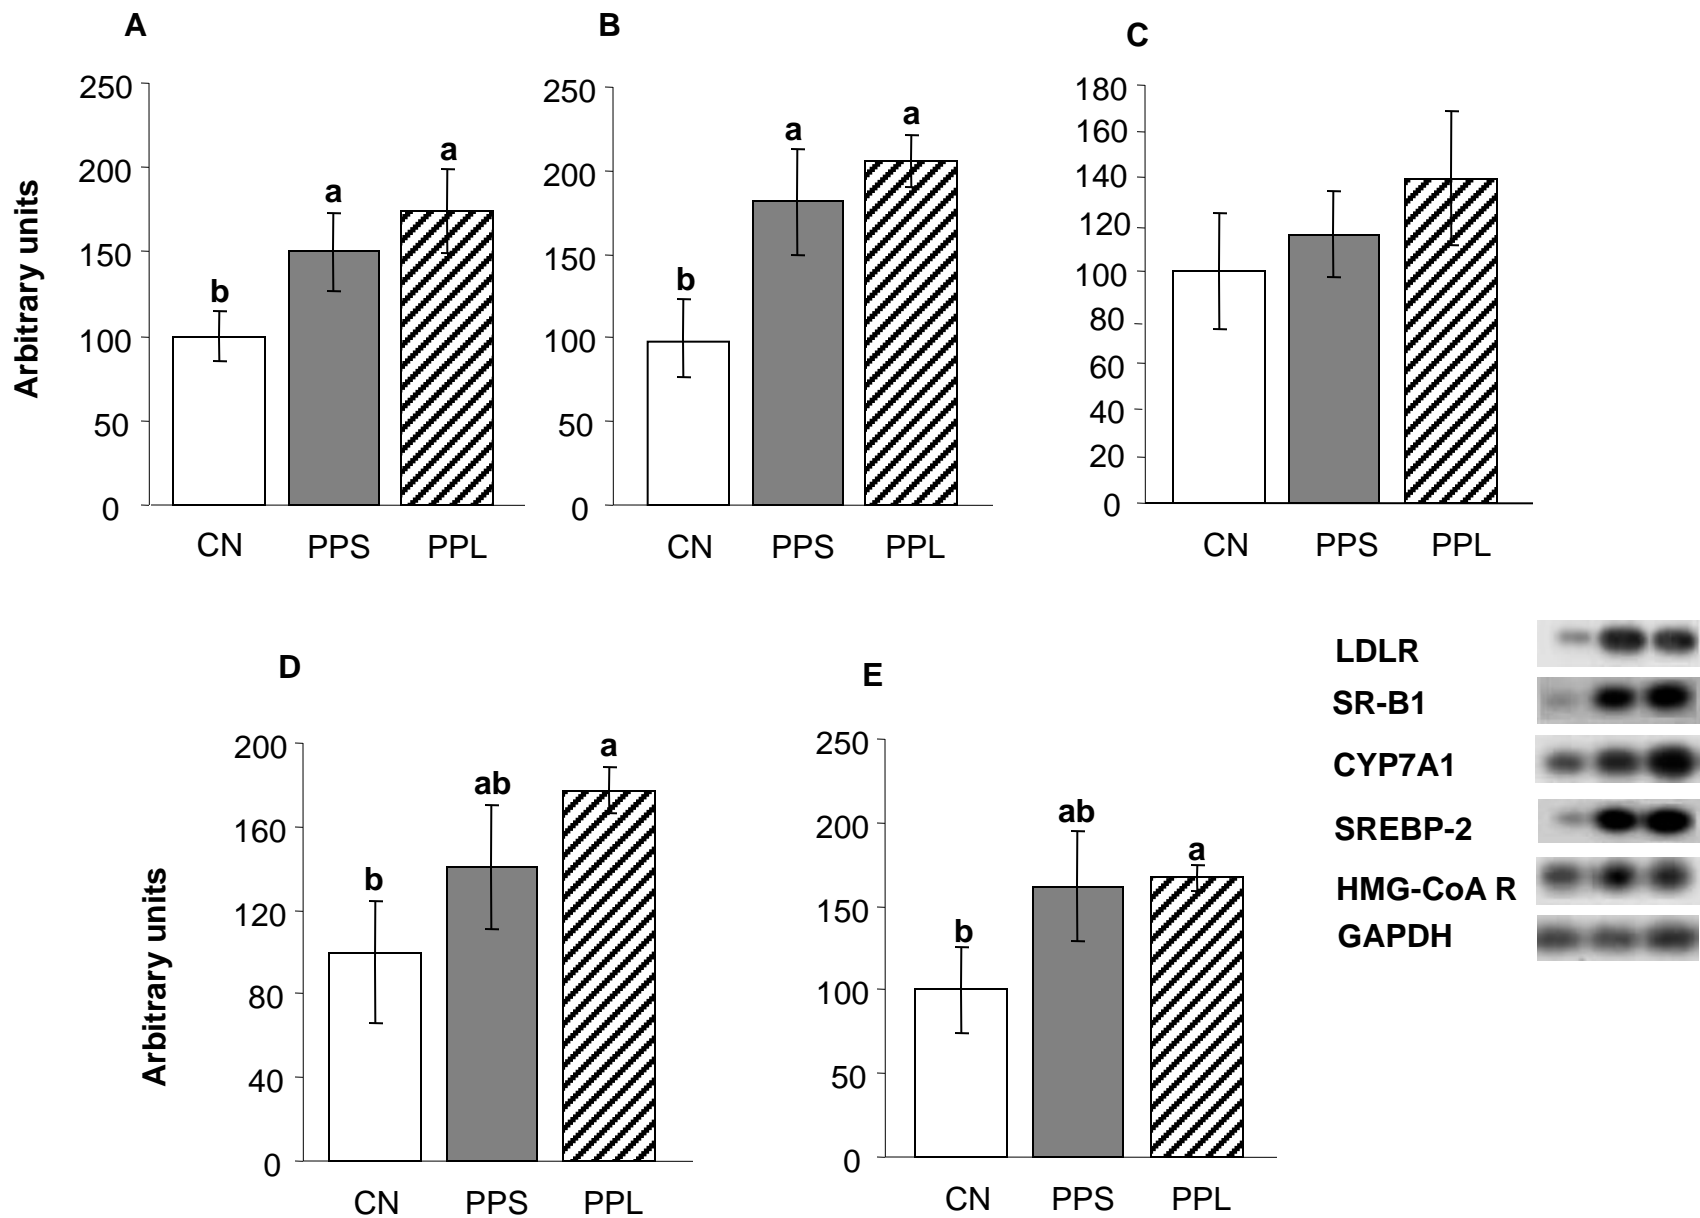 A
B
C
Arbitrary units
250
200
150
100
50
0
b
a
a
CN PPS PPL
250
200
150
100
50
0
b
a
a
CN PPS PPL
180
160
140
120
100
80
60
40
20
0
CN PPS PPL
D
E
Arbitrary units
200
160
120
80
40
0
b
ab
a
CN PPS PPL
250
200
150
100
50
0
b
ab
a
CN PPS PPL
LDLR
SR-B1
CYP7A1
SREBP-2
HMG-CoA R
GAPDH